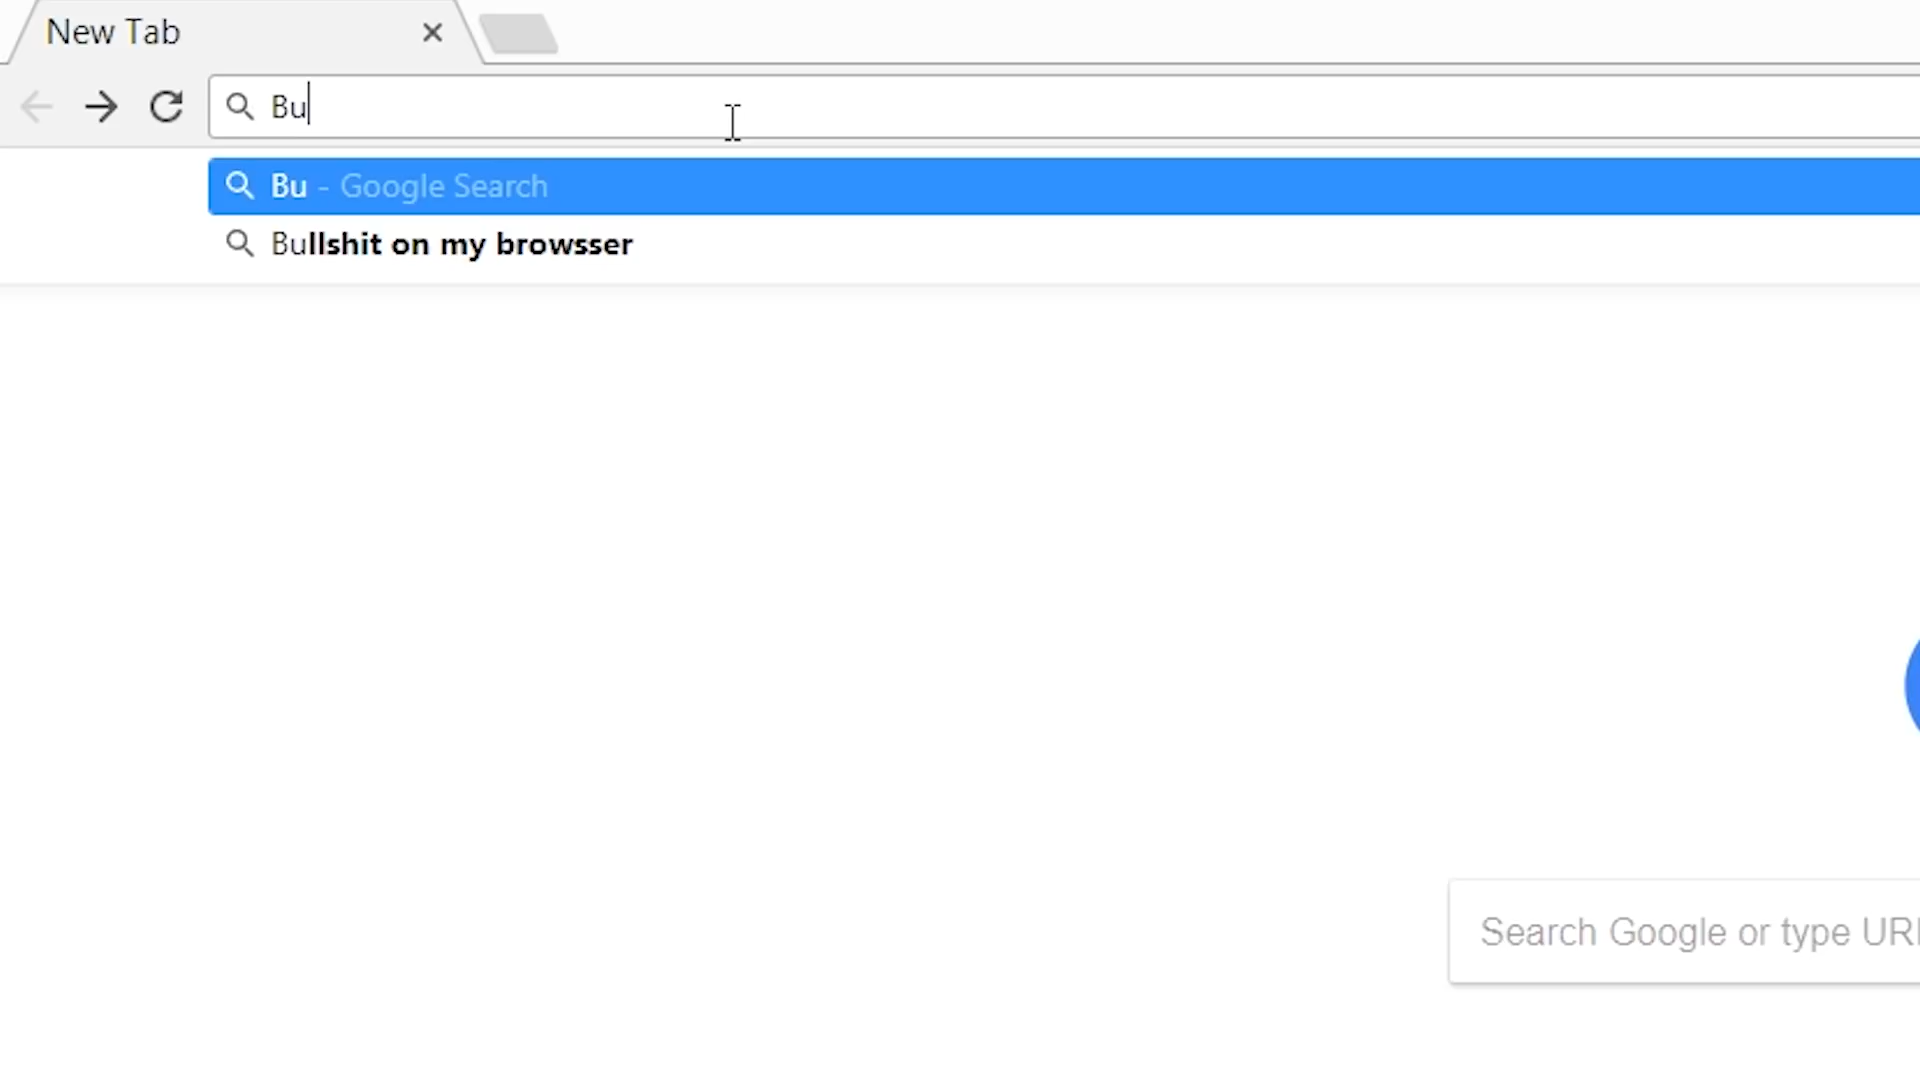 New Tab
Bu
Bu - Google Search
Bullshit on my browsser
Search Google or type URL